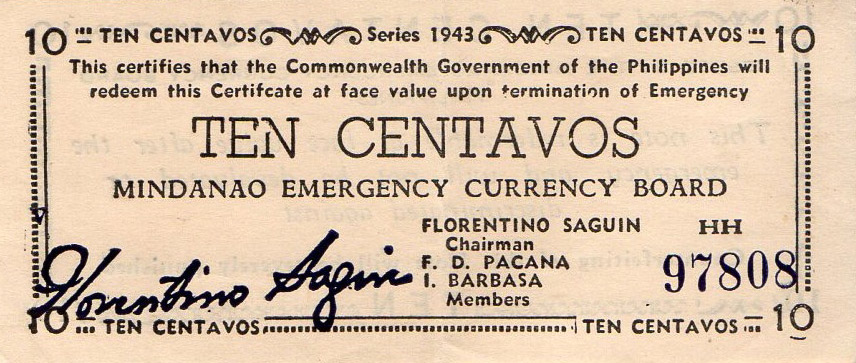 10 TEN CENTAVOS Series 1943 TEN CENTAVOS 10
This certifies that the Commonwealth Government of the Philippines will
redeem this Certifcate at face value upon termination of Emergency
TEN CENTAVOS
MINDANAO EMERGENCY CURRENCY BOARD
FLORENTINO SAGUIN HH
Chairman
F. D. PACANA 97808
I. BARBASA
Members
Florentino Saguin
10 TEN CENTAVOS TEN CENTAVOS 10